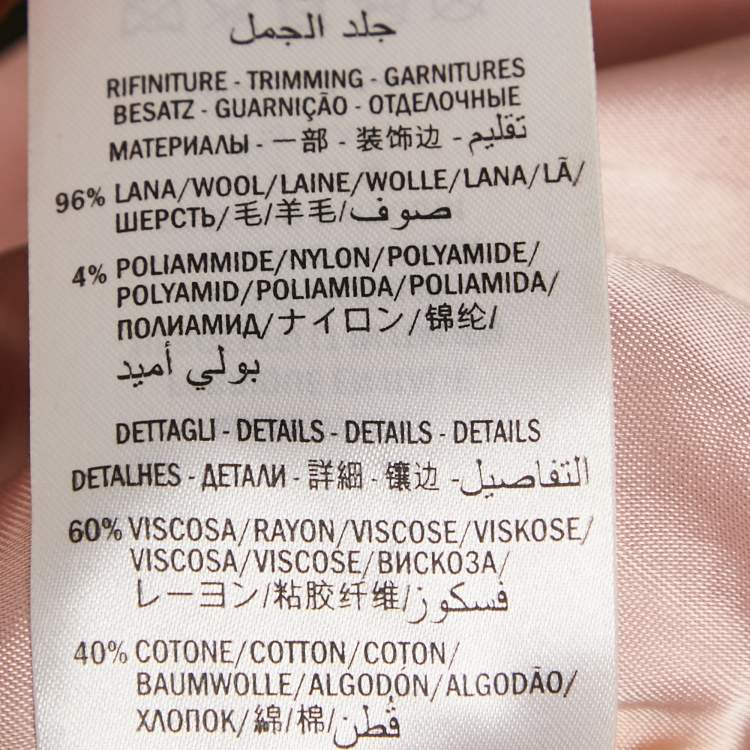 جلد الجمل
RIFINITURE - TRIMMING - GARNITURES
BESATZ - GUARNIÇÃO - ОТДЕЛОЧНЫЕ
МАТЕРИАЛЫ - 一部 - 装饰边 - تقليم
96% LANA/WOOL/LAINE/WOLLE/LANA/LÃ/
ШЕРСТЬ/毛/羊毛/صوف
4% POLIAMMIDE/NYLON/POLYAMIDE/
POLYAMID/POLIAMIDA/POLIAMIDA/
ПОЛИАМИД/ナイロン/锦纶/
بولي أميد
DETTAGLI - DETAILS - DETAILS - DETAILS
DETALHES - ДЕТАЛИ - 詳細 - 镶边 - التفاصيل
60% VISCOSA/RAYON/VISCOSE/VISKOSE/
VISCOSA/VISCOSE/ВИСКОЗА/
レーヨン/粘胶纤维/فسكوز
40% COTONE/COTTON/COTON/
BAUMWOLLE/ALGODÓN/ALGODÃO/
ХЛОПОК/綿/棉/قطن